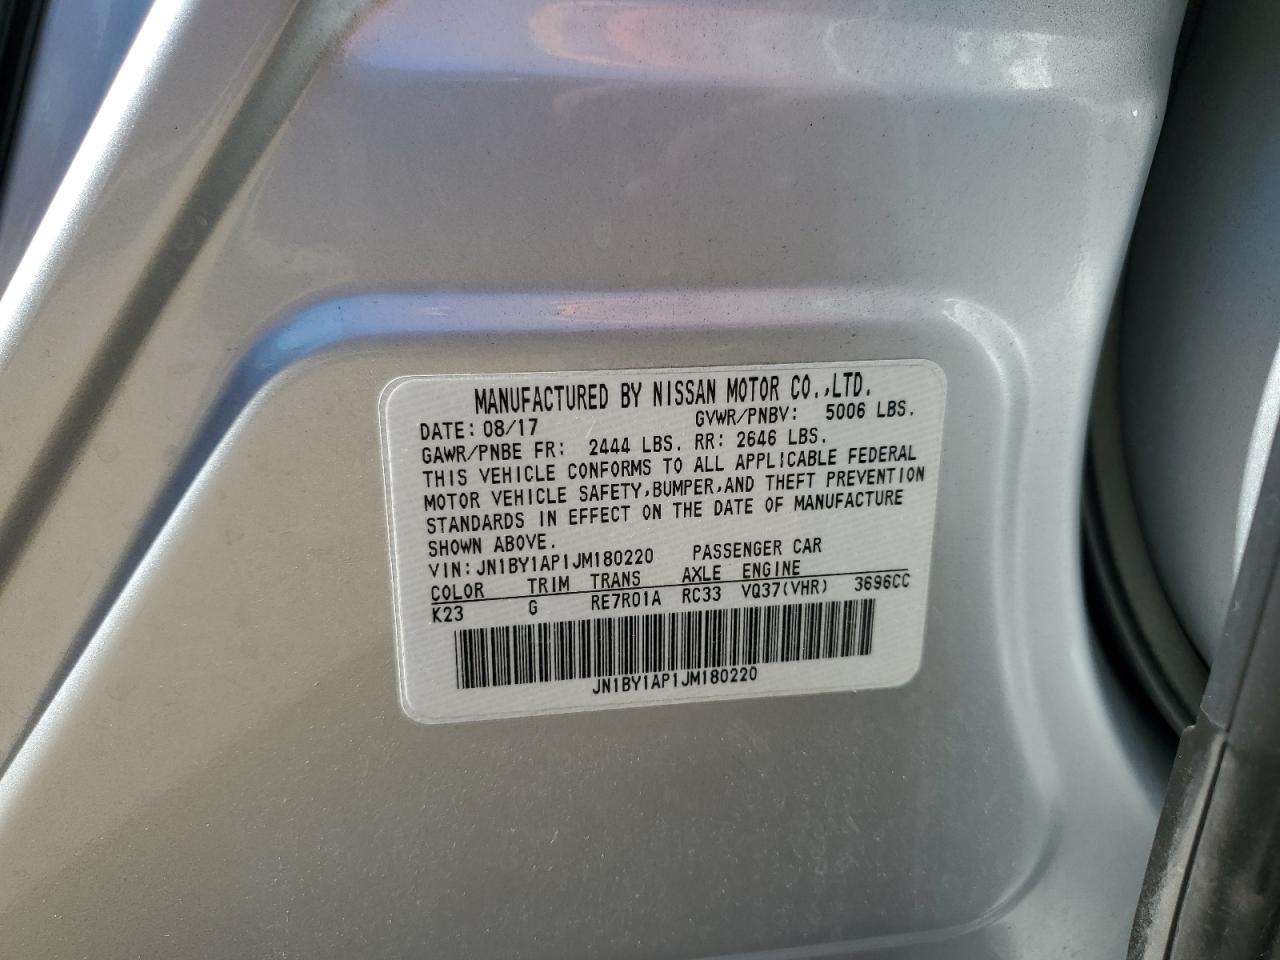 MANUFACTURED BY NISSAN MOTOR CO.,LTD.
DATE: 08/17 GVWR/PNBV: 5006 LBS.
GAWR/PNBE FR: 2444 LBS. RR: 2646 LBS.
THIS VEHICLE CONFORMS TO ALL APPLICABLE FEDERAL
MOTOR VEHICLE SAFETY,BUMPER,AND THEFT PREVENTION
STANDARDS IN EFFECT ON THE DATE OF MANUFACTURE
SHOWN ABOVE.
VIN: JN1BY1AP1JM180220 PASSENGER CAR
COLOR TRIM TRANS AXLE ENGINE
K23 G RE7R01A RC33 VQ37(VHR) 3696CC
JN1BY1AP1JM180220